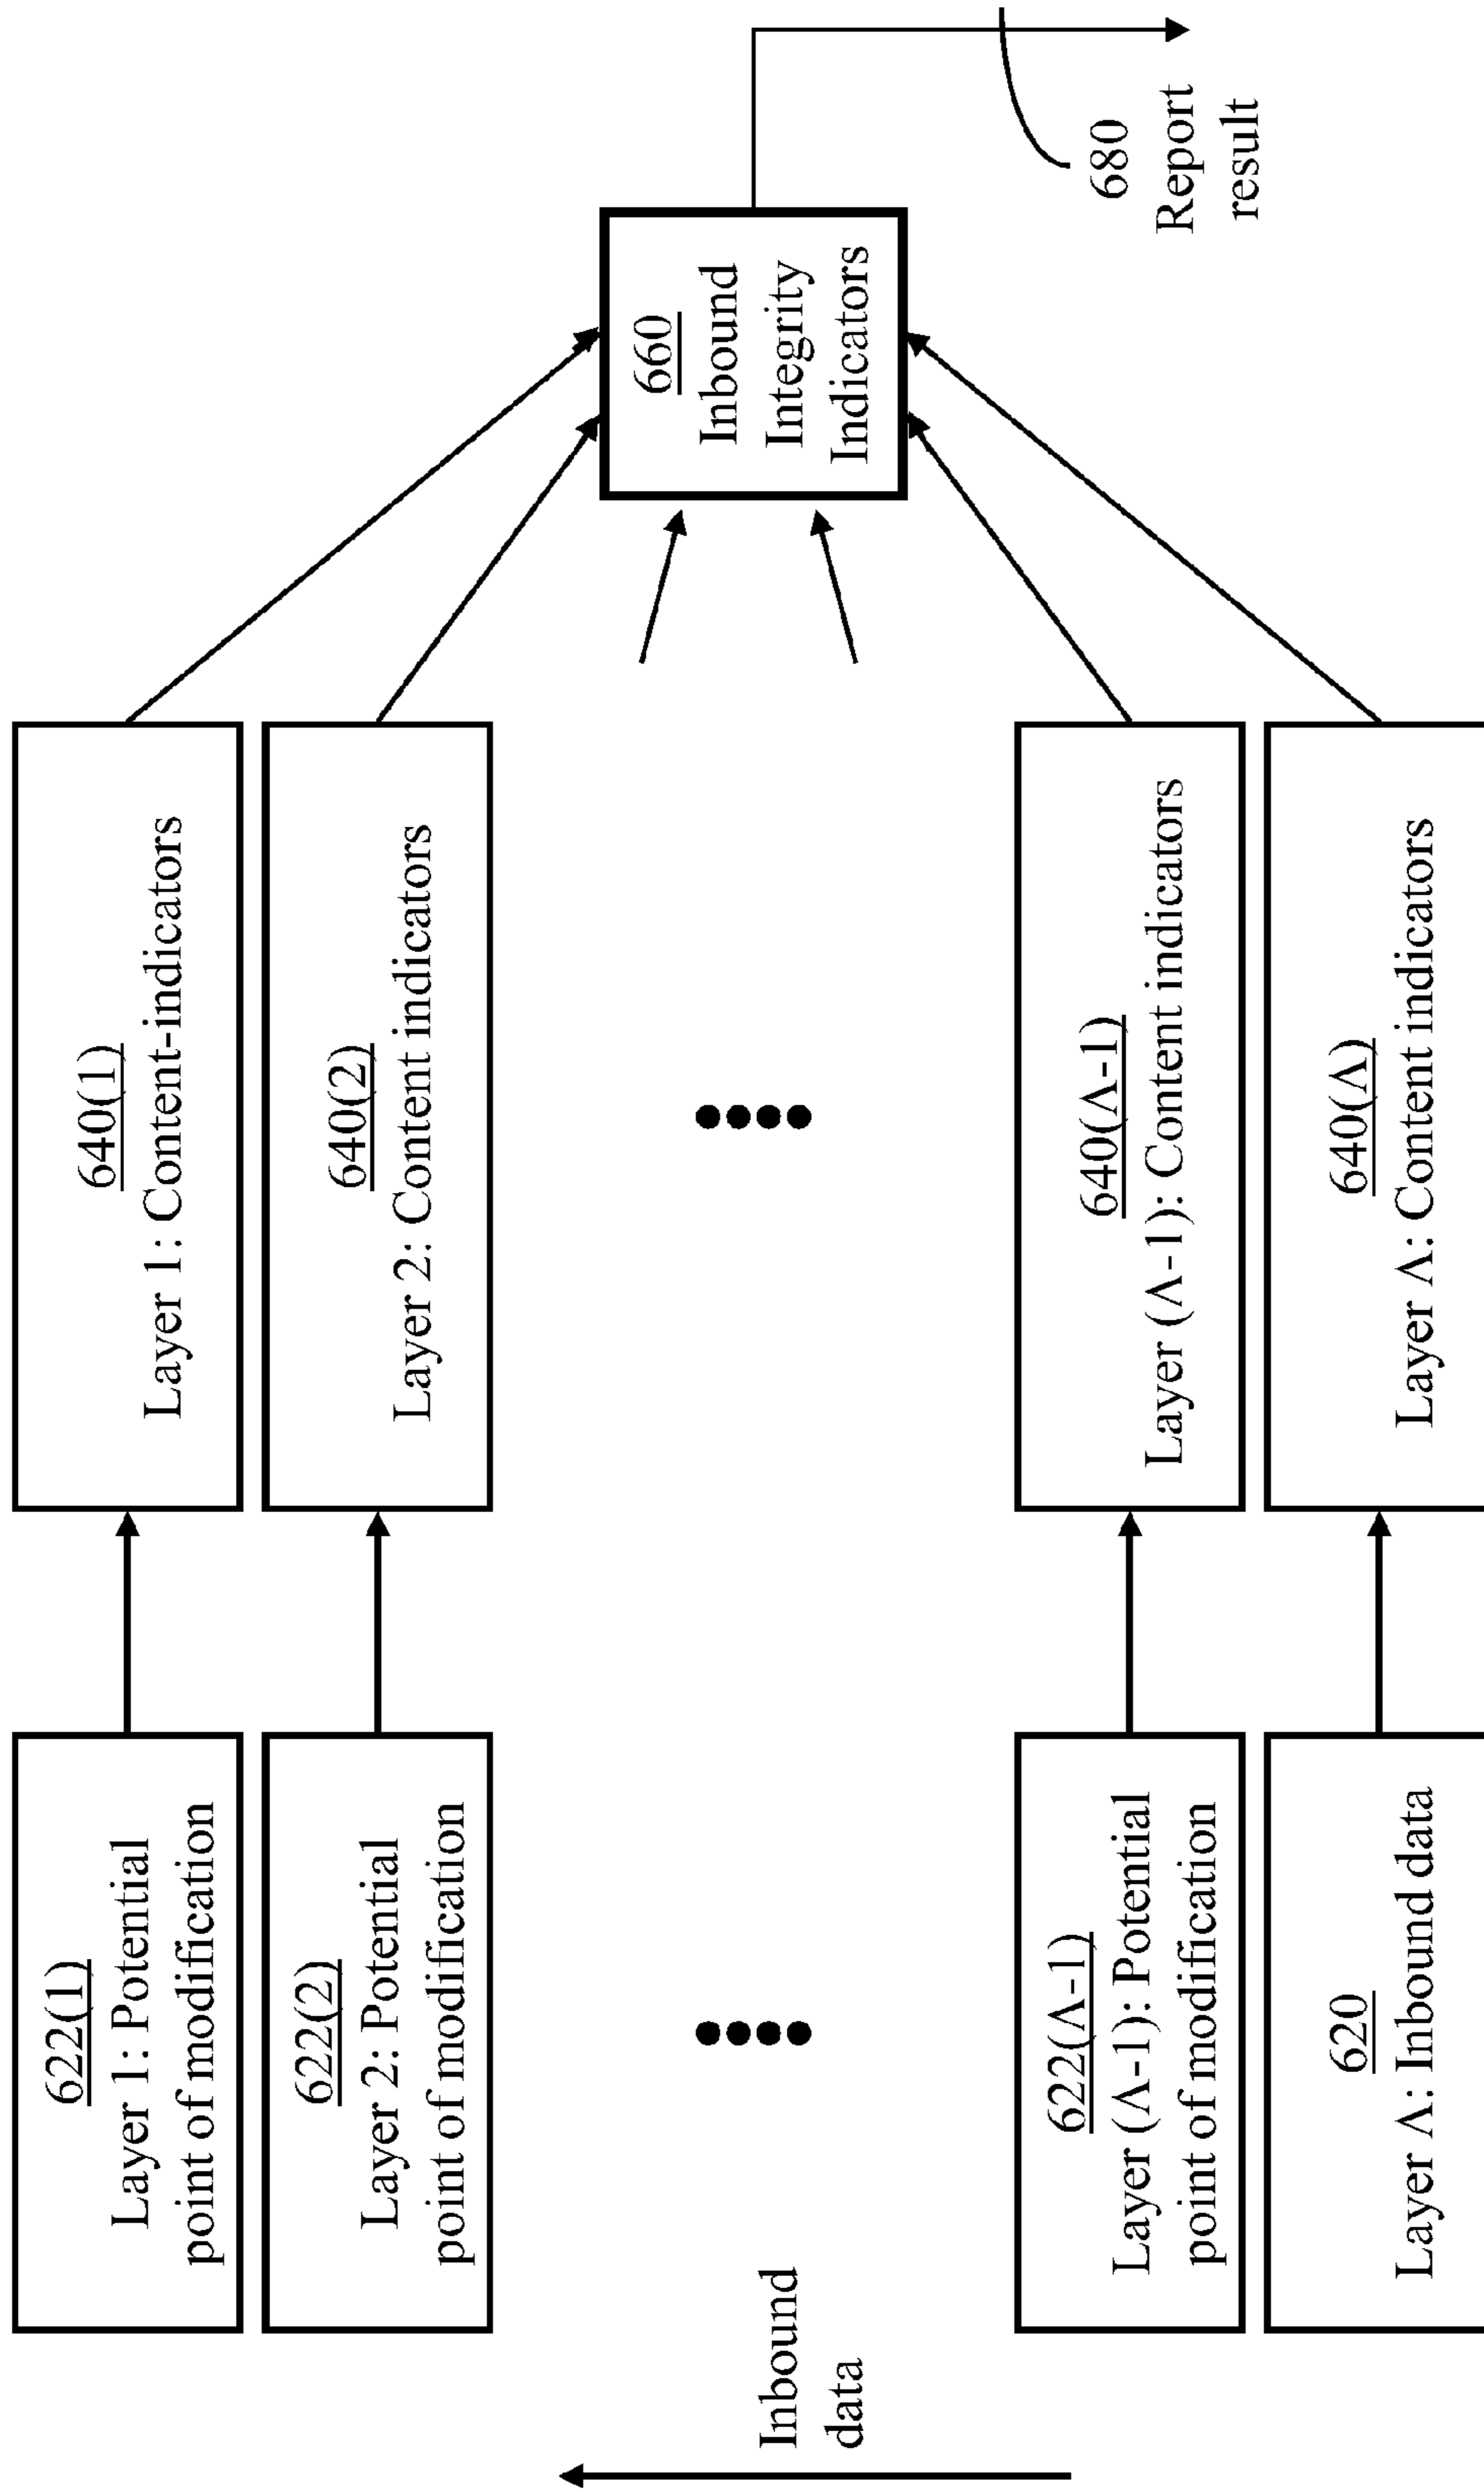 622(1)
Layer 1: Potential
point of modification
640(1)
Layer 1: Content-indicators
622(2)
Layer 2: Potential
point of modification
640(2)
Layer 2: Content indicators
Inbound
data
660
Inbound
Integrity
Indicators
680
Report
result
622(Λ-1)
Layer (Λ-1): Potential
point of modification
640(Λ-1)
Layer (Λ-1): Content indicators
620
Layer Λ: Inbound data
640(Λ)
Layer Λ: Content indicators